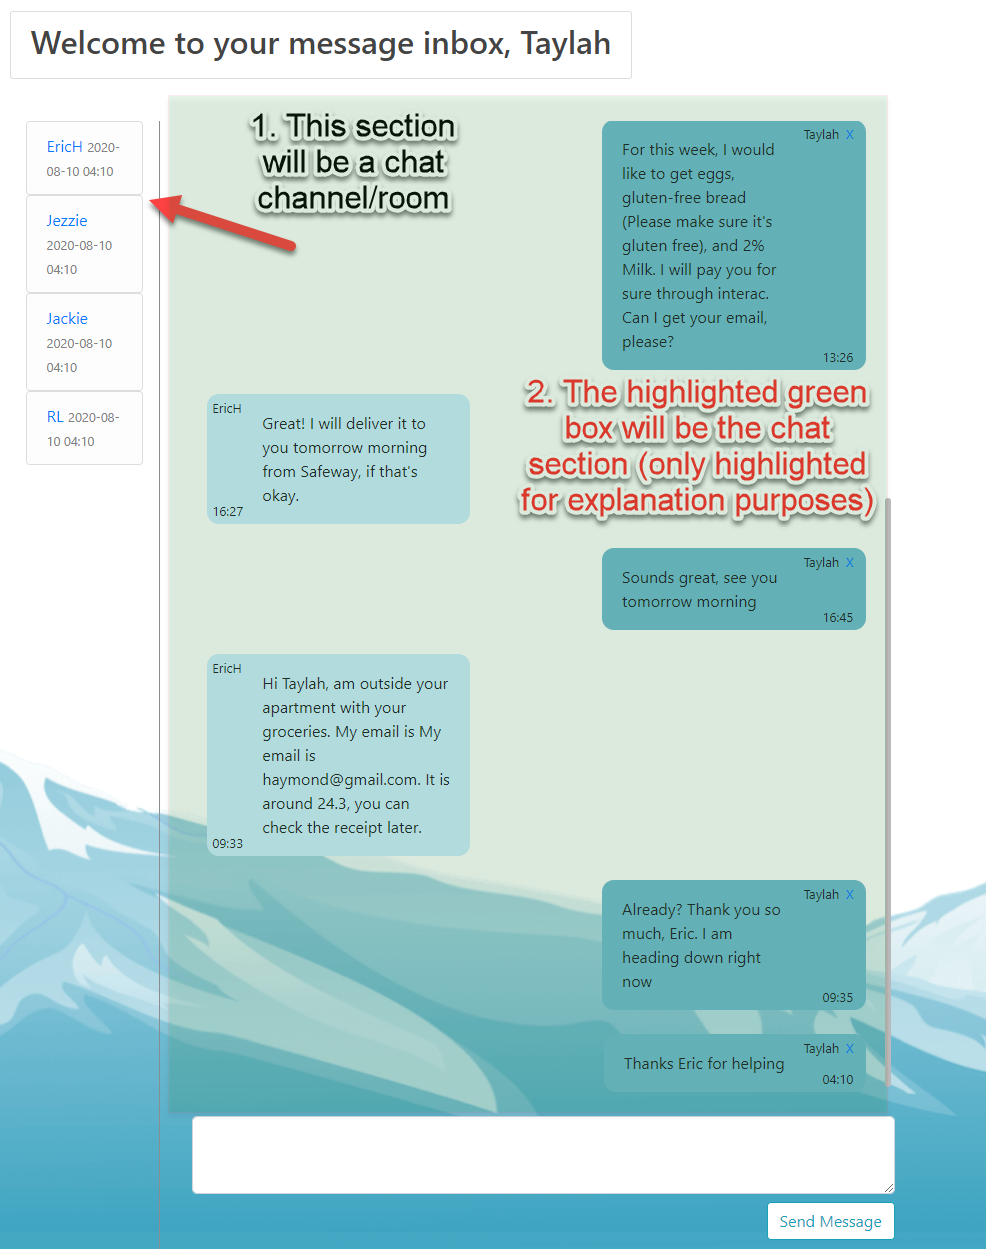 Welcome to your message inbox, Taylah
EricH 2020-
08-10 04:10
Jezzie
2020-08-10
04:10
Jackie
2020-08-10
04:10
RL 2020-08-
10 04:10
1. This section
will be a chat
channel/room
Taylah X
For this week, I would
like to get eggs,
gluten-free bread
(Please make sure it's
gluten free), and 2%
Milk. I will pay you for
sure through interac.
Can I get your email,
please?
13:26
2. The highlighted green
box will be the chat
section (only highlighted
for explanation purposes)
EricH
Great! I will deliver it to
you tomorrow morning
from Safeway, if that's
okay.
16:27
Taylah X
Sounds great, see you
tomorrow morning
16:45
EricH
Hi Taylah, am outside your
apartment with your
groceries. My email is My
email is
haymond@gmail.com. It is
around 24.3, you can
check the receipt later.
09:33
Taylah X
Already? Thank you so
much, Eric. I am
heading down right
now
09:35
Taylah X
Thanks Eric for helping
04:10
Send Message